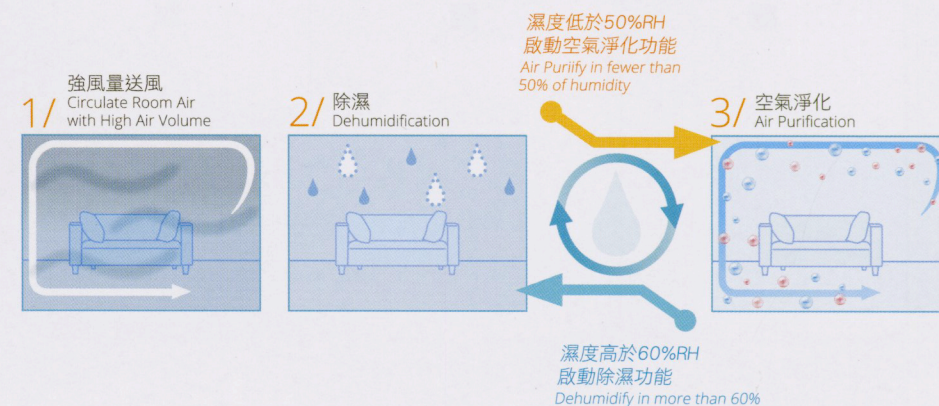 濕度低於50%RH
啟動空氣淨化功能
Air Puriify in fewer than
50% of humidity
1/ 強風量送風
Circulate Room Air
with High Air Volume
2/ 除濕
Dehumidification
3/ 空氣淨化
Air Purification
濕度高於60%RH
啟動除濕功能
Dehumidify in more than 60%